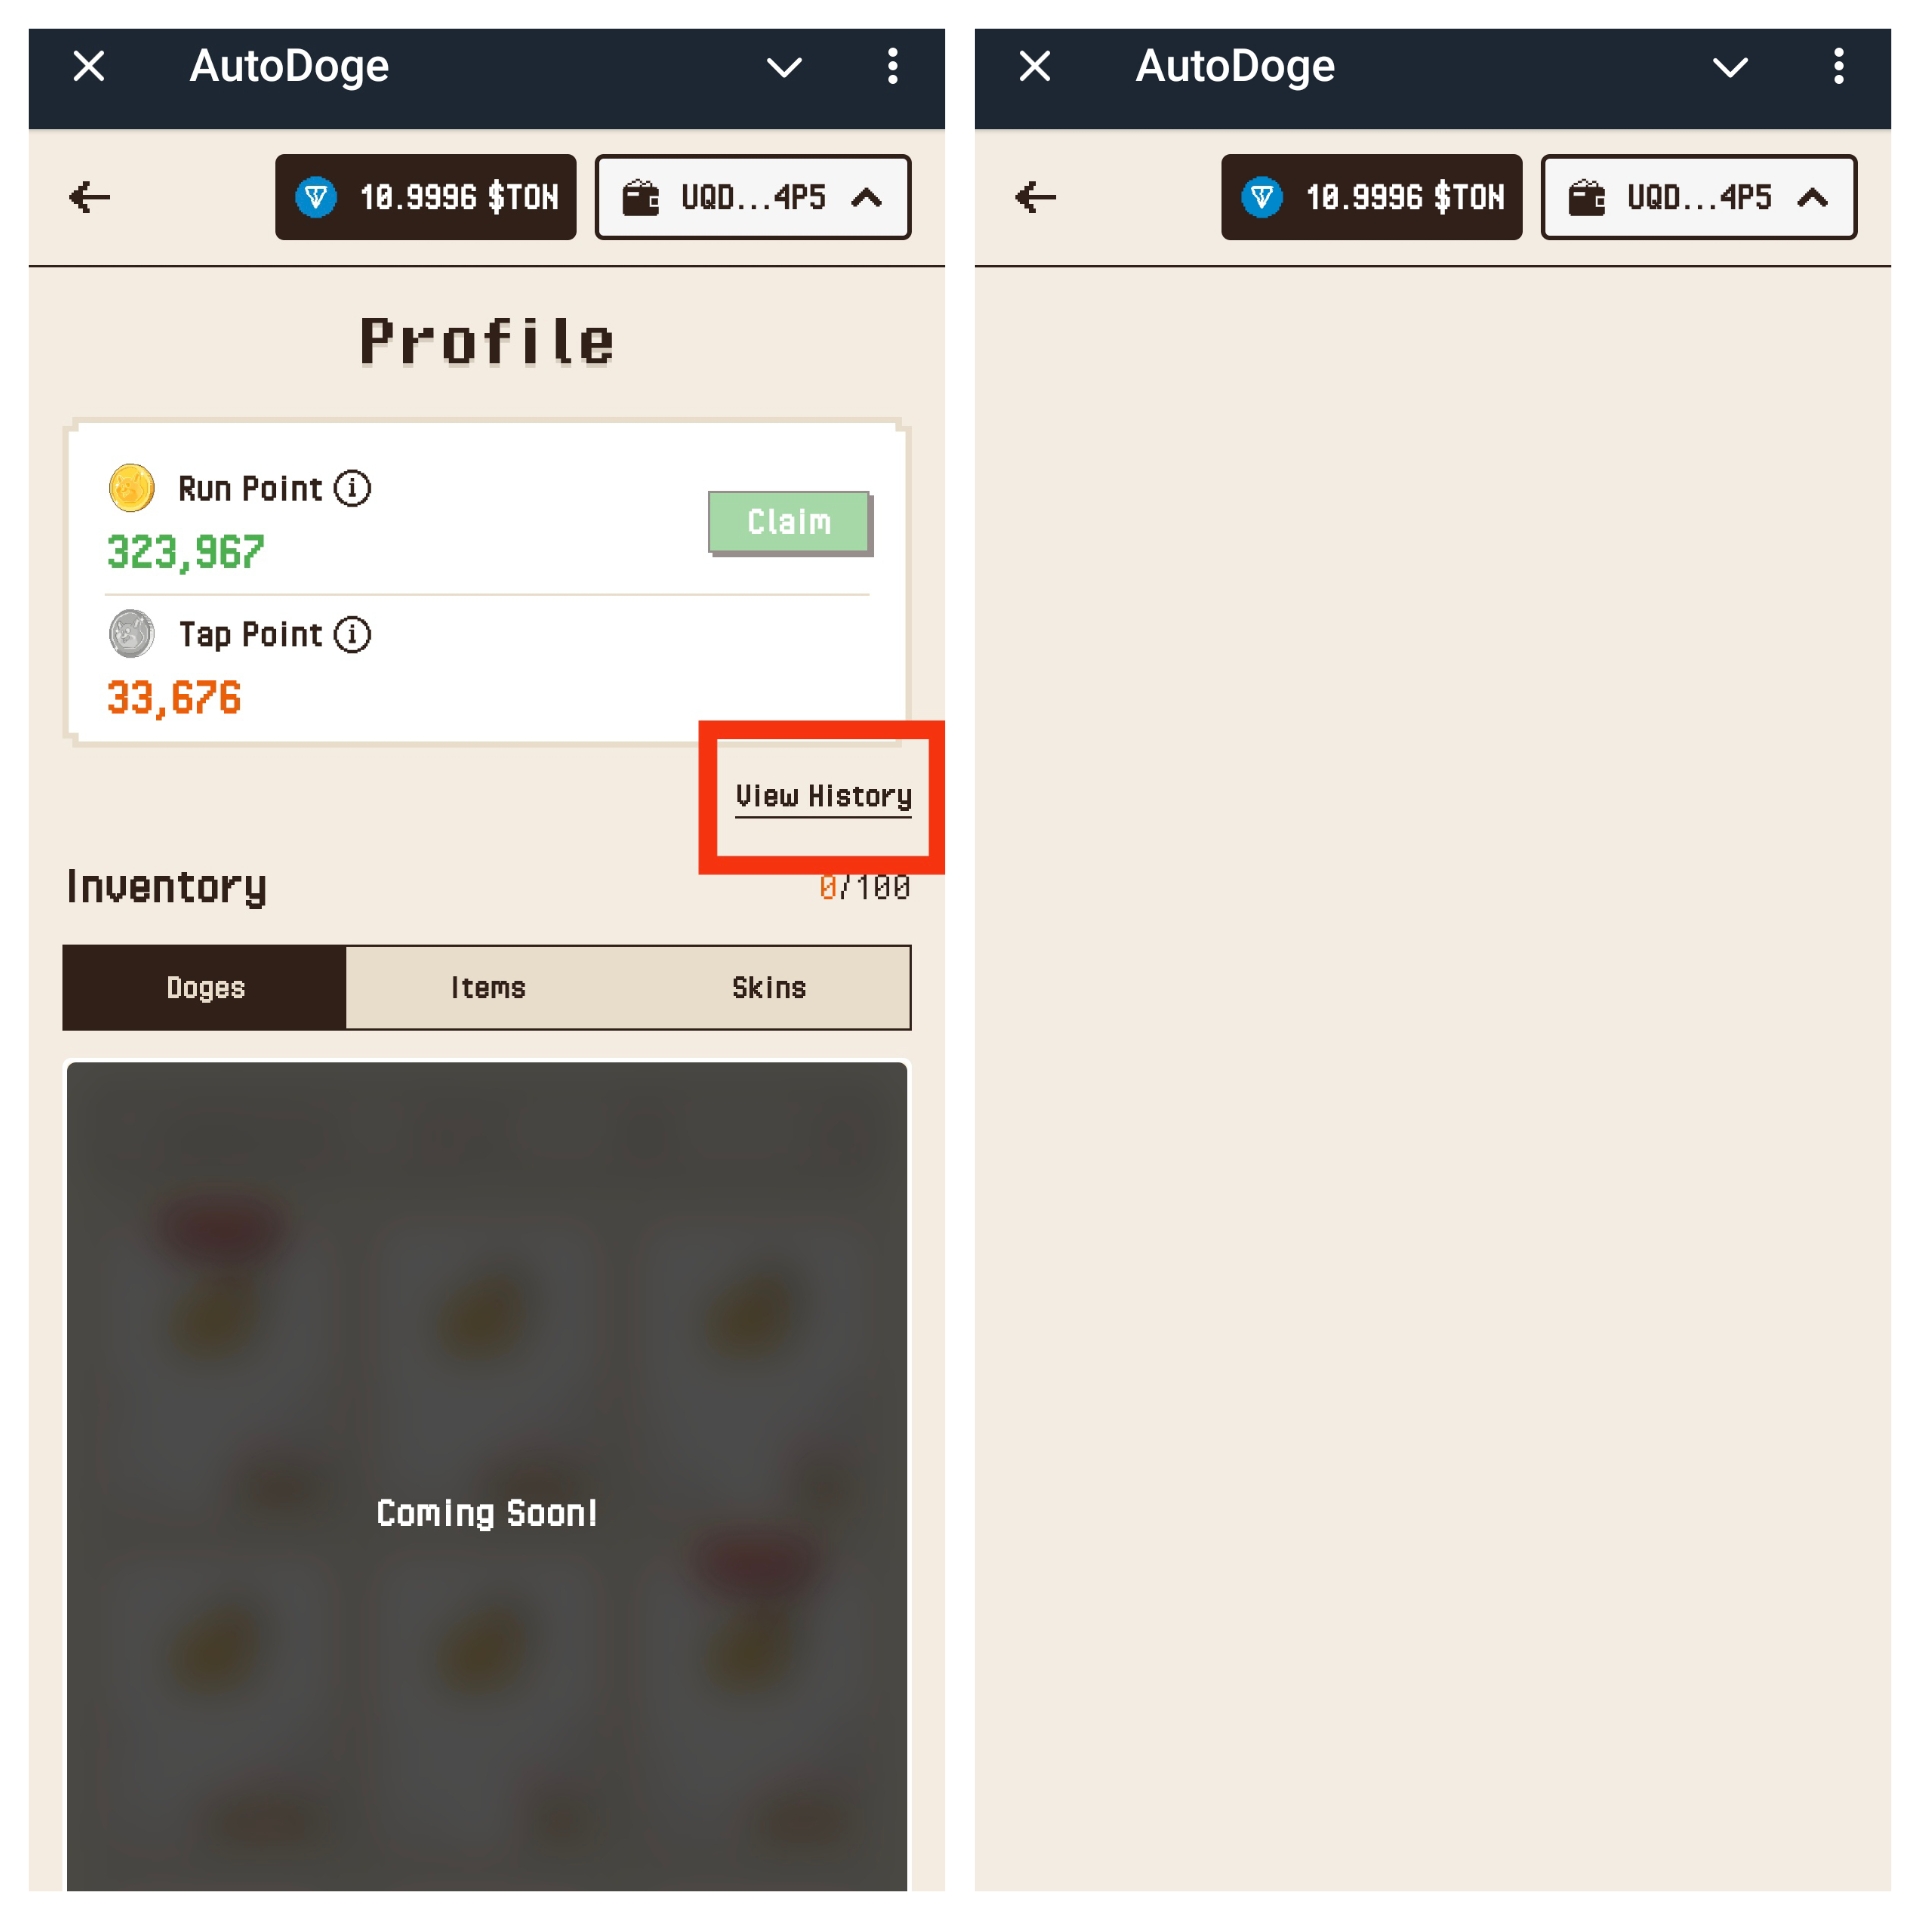 AutoDoge
10.9996 $TON
UQD...4P5
Profile
Run Point
323,967
Claim
Tap Point
33,676
View History
Inventory
0/100
Doges
Items
Skins
Coming Soon!
AutoDoge
10.9996 $TON
UQD...4P5